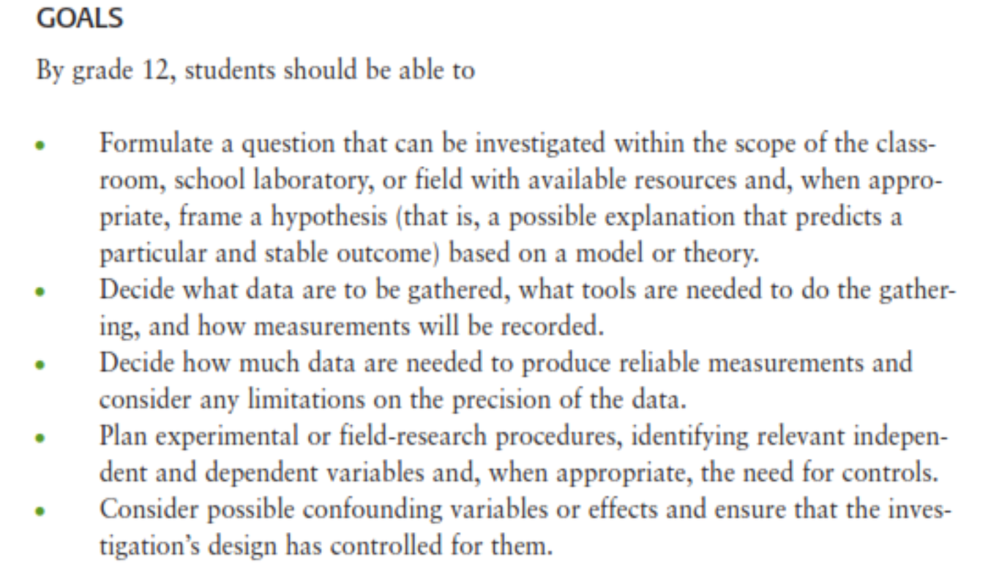 GOALS
By grade 12, students should be able to
• Formulate a question that can be investigated within the scope of the class-
room, school laboratory, or field with available resources and, when appro-
priate, frame a hypothesis (that is, a possible explanation that predicts a
particular and stable outcome) based on a model or theory.
• Decide what data are to be gathered, what tools are needed to do the gather-
ing, and how measurements will be recorded.
• Decide how much data are needed to produce reliable measurements and
consider any limitations on the precision of the data.
• Plan experimental or field-research procedures, identifying relevant indepen-
dent and dependent variables and, when appropriate, the need for controls.
• Consider possible confounding variables or effects and ensure that the inves-
tigation’s design has controlled for them.